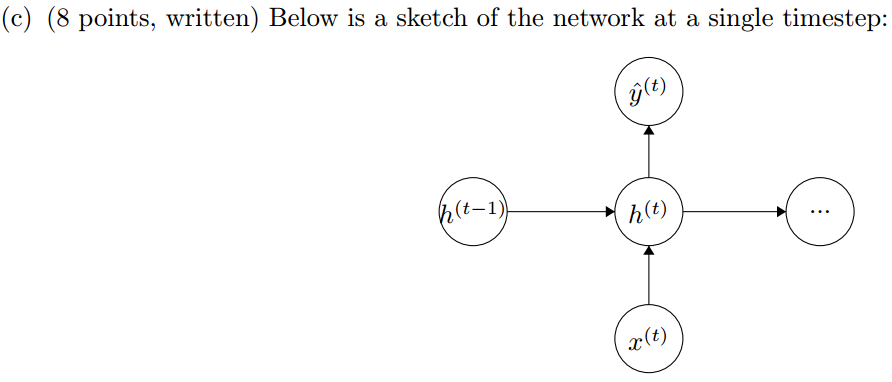 (c) (8 points, written) Below is a sketch of the network at a single timestep:
ŷ^(t)
h^(t−1) h^(t) ...
x^(t)